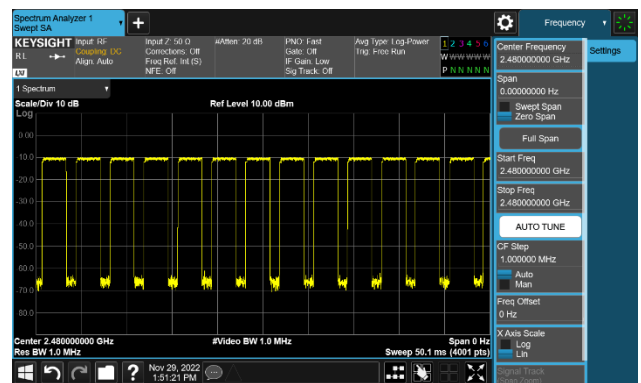 Spectrum Analyzer 1
Swept SA
+
Frequency
KEYSIGHT
RL
LXI
Input: RF
Coupling: DC
Align: Auto
Input Z: 50 Ω
Corrections: Off
Freq Ref: Int (S)
NFE: Off
#Atten: 20 dB
PNO: Fast
Gate: Off
IF Gain: Low
Sig Track: Off
Avg Type: Log-Power
Trig: Free Run
1 2 3 4 5 6
W W W W W W
P N N N N N
1 Spectrum
Scale/Div 10 dB
Ref Level 10.00 dBm
Log
0.00
-10.0
-20.0
-30.0
-40.0
-50.0
-60.0
-70.0
-80.0
Center 2.480000000 GHz
Res BW 1.0 MHz
#Video BW 1.0 MHz
Span 0 Hz
Sweep 50.1 ms (4001 pts)
Center Frequency
2.480000000 GHz
Settings
Span
0.00000000 Hz
Swept Span
Zero Span
Full Span
Start Freq
2.480000000 GHz
Stop Freq
2.480000000 GHz
AUTO TUNE
CF Step
1.000000 MHz
Auto
Man
Freq Offset
0 Hz
X Axis Scale
Log
Lin
Signal Track
(Span Zoom)
?
Nov 29, 2022
1:51:21 PM